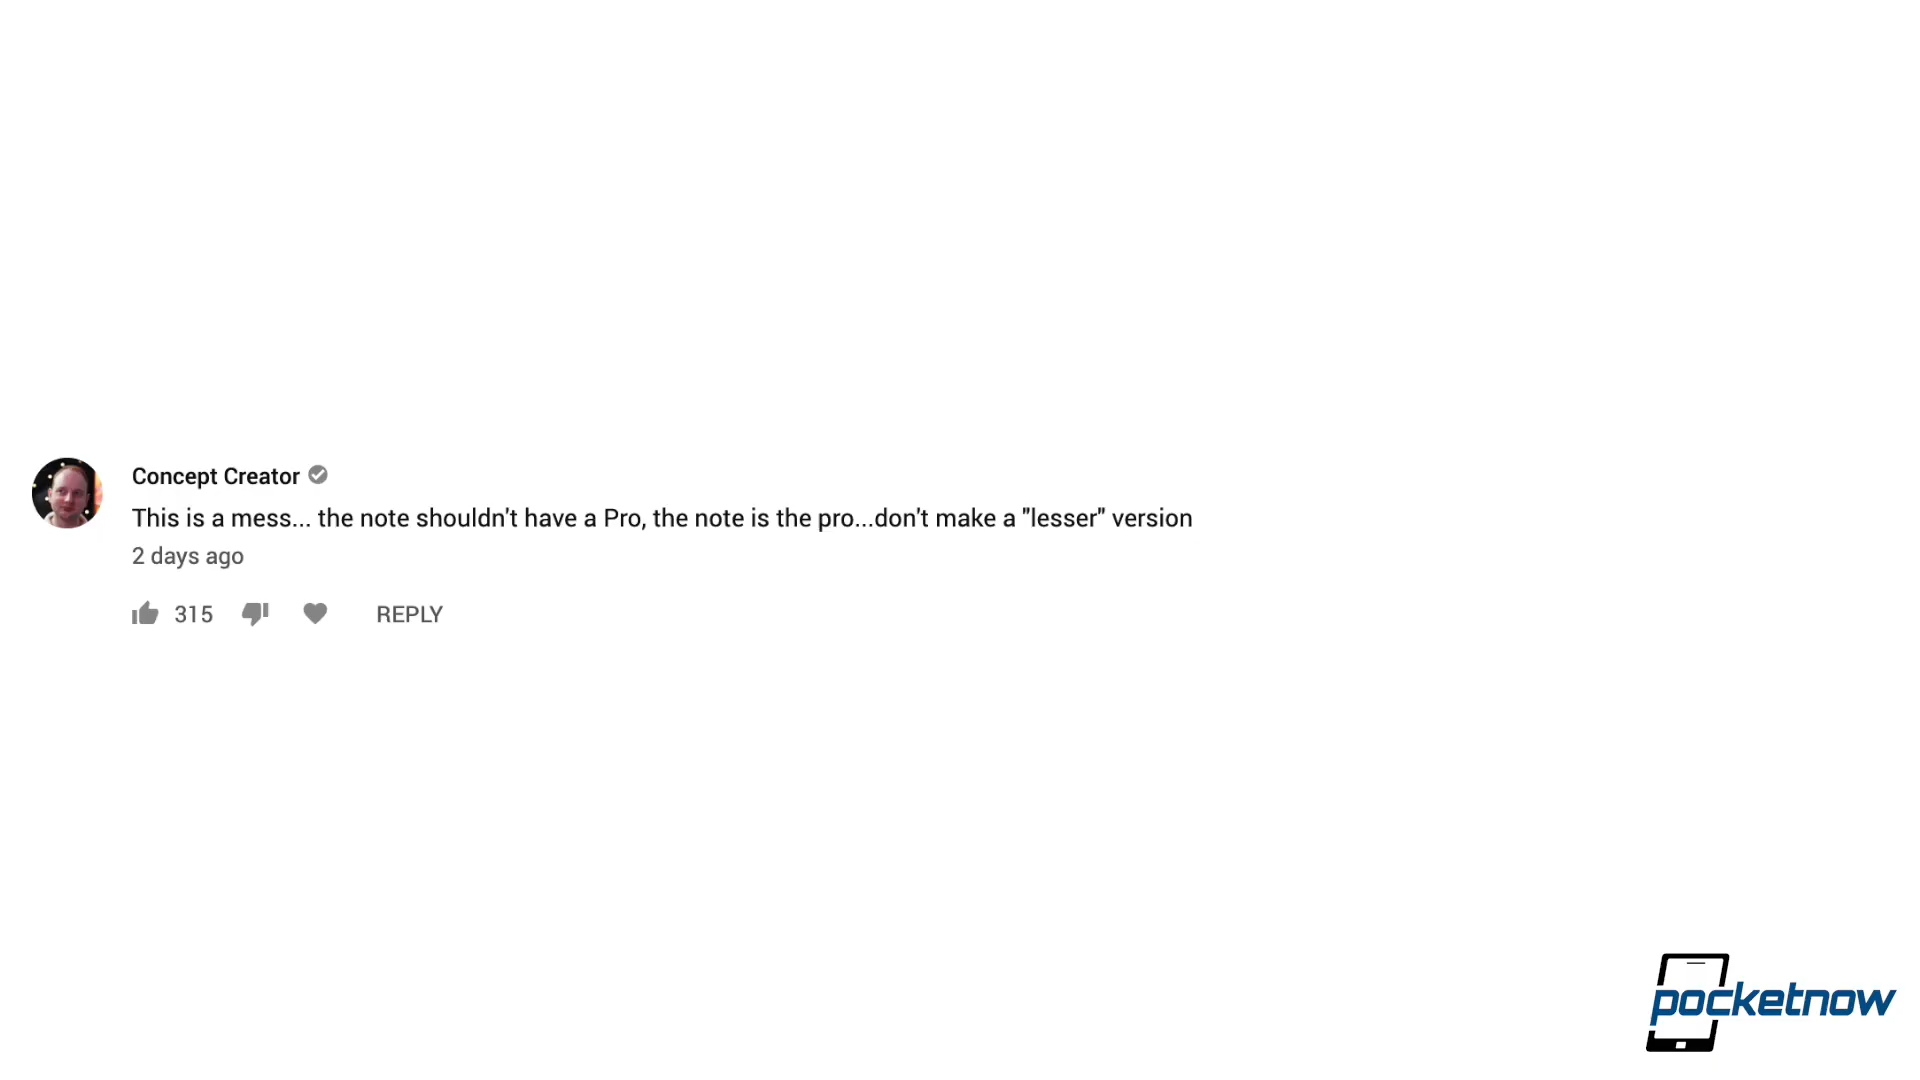 Concept Creator
This is a mess... the note shouldn't have a Pro, the note is the pro...don't make a "lesser" version
2 days ago
315
REPLY
pocketnow